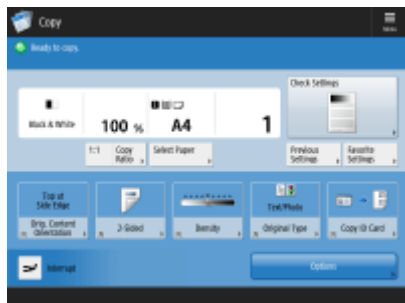 Copy
Menu
Ready to copy.
Check Settings
Black & White
100 %
A4
1
1:1
Copy Ratio
Select Paper
Previous Settings
Favorite Settings
Top at
Side Edge
Text/Photo
Orig. Content
Orientation
2-Sided
Density
Original Type
Copy ID Card
Interrupt
Options